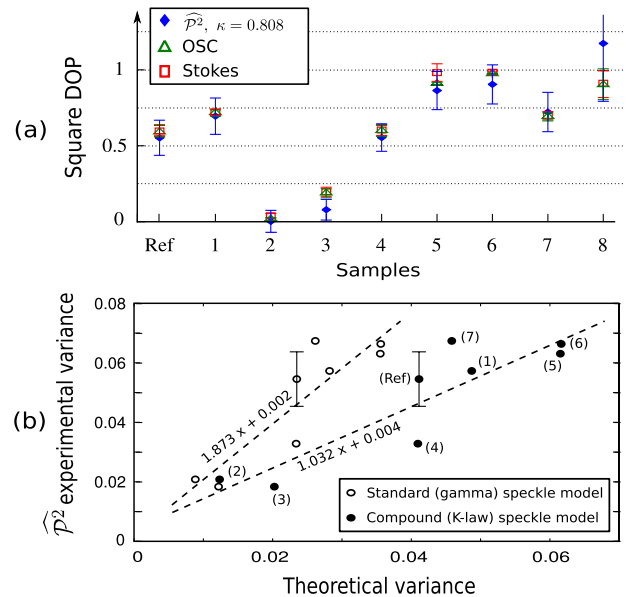 (a)
Square DOP
1
0.5
0
P̂², κ = 0.808
OSC
Stokes
Ref 1 2 3 4 5 6 7 8
Samples
(b)
P̂² experimental variance
0.08
0.06
0.04
0.02
0
1.873 x + 0.002
1.032 x + 0.004
(7)
(6)
(5)
(1)
(Ref)
(4)
(2)
(3)
Standard (gamma) speckle model
Compound (K-law) speckle model
0 0.02 0.04 0.06
Theoretical variance